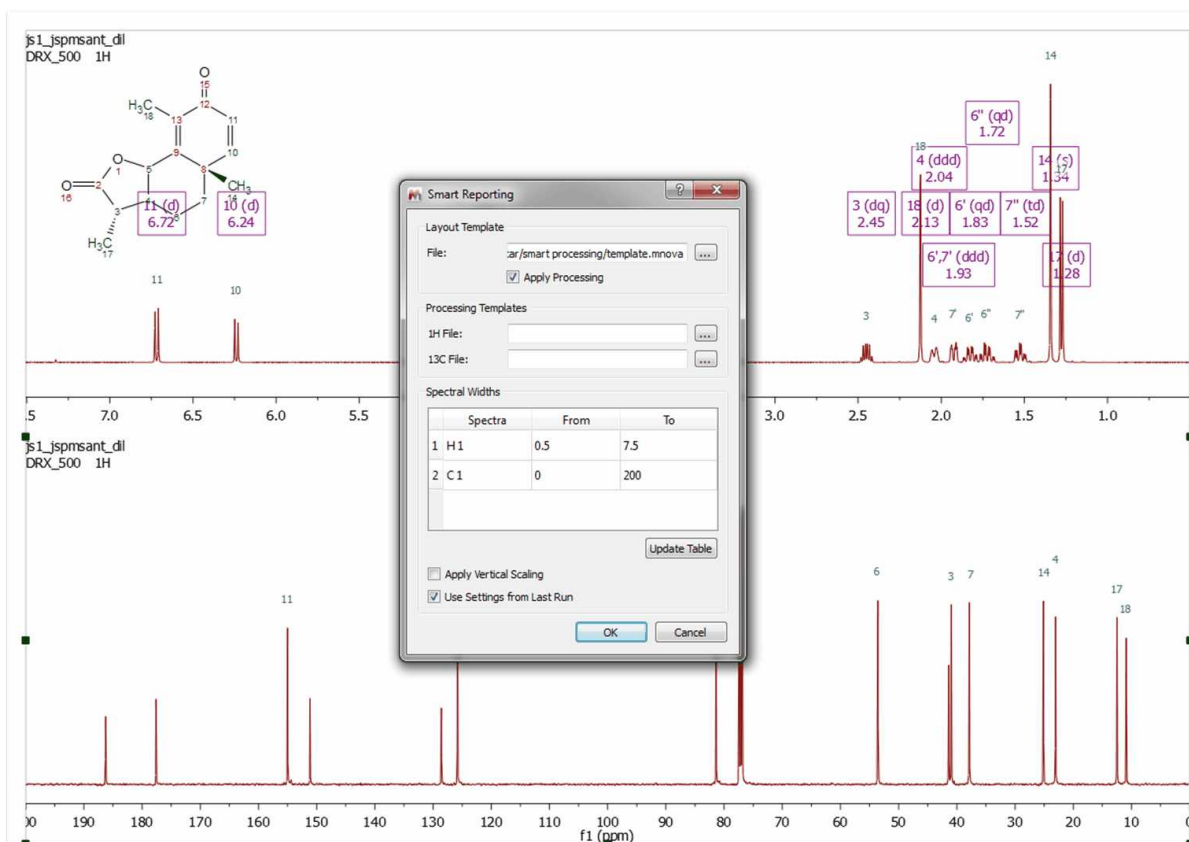 js1_jspmsant_dil
DRX_500 1H
O
15
12
H3C
18
13
11
9
10
O
1
5
8
2
O
16
CH3
14
7
3
6
H3C
17
11 (d)
6.72
10 (d)
6.24
11
10
14
6'' (qd)
1.72
18
4 (ddd)
2.04
14 (s)
1.34
17
3 (dq)
2.45
18 (d)
2.13
6' (qd)
1.83
7'' (td)
1.52
6',7' (ddd)
1.93
17 (d)
1.28
3
4
7'
6'
6''
7''
.5
7.0
6.5
6.0
5.5
3.0
2.5
2.0
1.5
1.0
Smart Reporting
Layout Template
File:
:ar/smart processing/template.mnova
...
Apply Processing
Processing Templates
1H File:
...
13C File:
...
Spectral Widths
Spectra From To
1 H1 0.5 7.5
2 C1 0 200
Update Table
Apply Vertical Scaling
Use Settings from Last Run
OK
Cancel
js1_jspmsant_dil
DRX_500 1H
11
6
3
7
14
4
17
18
00 190 180 170 160 150 140 130 120 110 100 90 80 70 60 50 40 30 20 10 0
f1 (ppm)